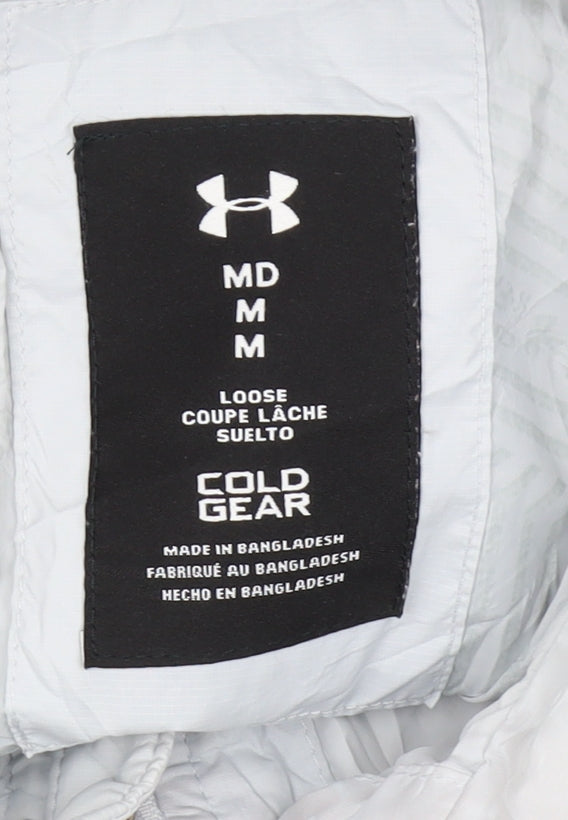 MD
M
M
LOOSE
COUPE LÂCHE
SUELTO
COLD
GEAR
MADE IN BANGLADESH
FABRIQUÉ AU BANGLADESH
HECHO EN BANGLADESH